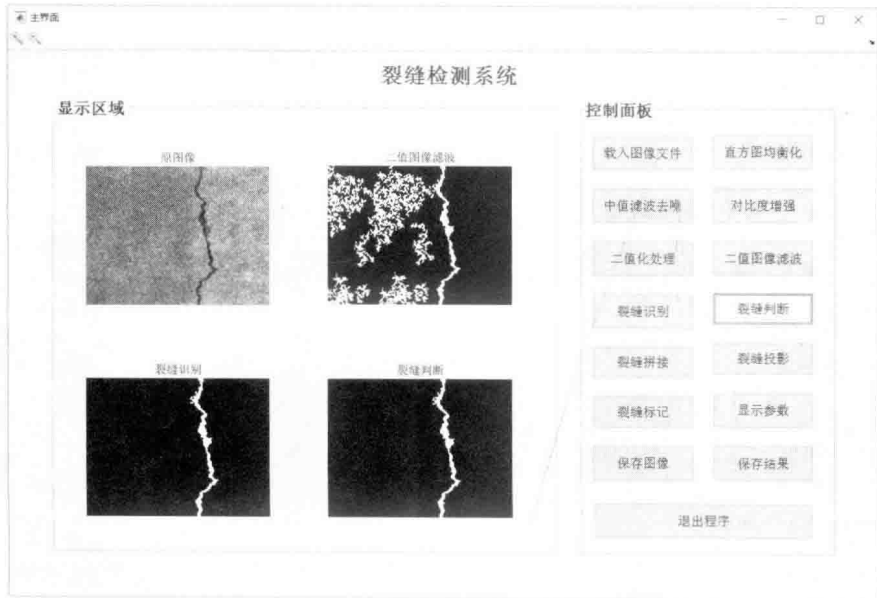 主界面
裂缝检测系统
显示区域
原图像
二值图像滤波
裂缝识别
裂缝判断
控制面板
载入图像文件
直方图均衡化
中值滤波去噪
对比度增强
二值化处理
二值图像滤波
裂缝识别
裂缝判断
裂缝拼接
裂缝投影
裂缝标记
显示参数
保存图像
保存结果
退出程序